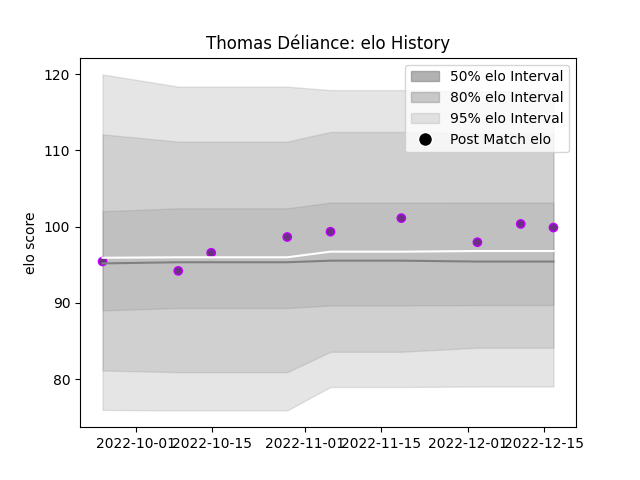 Thomas Déliance: elo History
120
110
100
90
80
elo score
50% elo Interval
80% elo Interval
95% elo Interval
Post Match elo
2022-10-01
2022-10-15
2022-11-01
2022-11-15
2022-12-01
2022-12-15